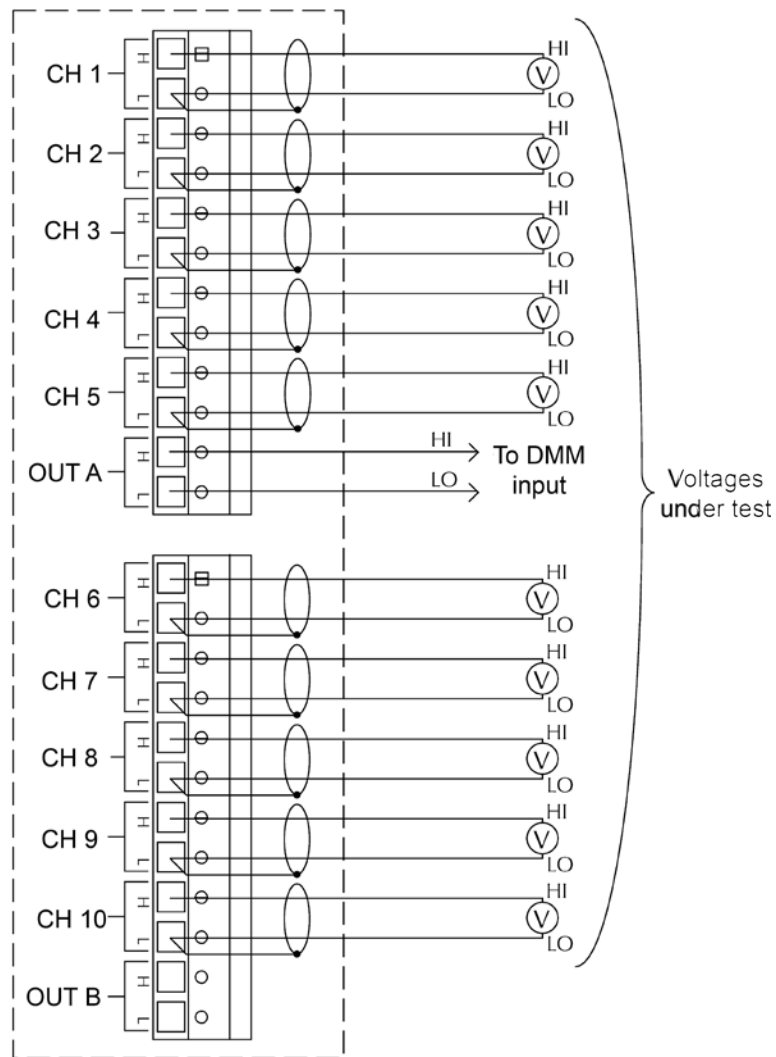 CH 1 H L HI V LO
CH 2 H L HI V LO
CH 3 H L HI V LO
CH 4 H L HI V LO
CH 5 H L HI V LO
OUT A H L HI LO To DMM
input
Voltages
under test
CH 6 H L HI V LO
CH 7 H L HI V LO
CH 8 H L HI V LO
CH 9 H L HI V LO
CH 10 H L HI V LO
OUT B H L